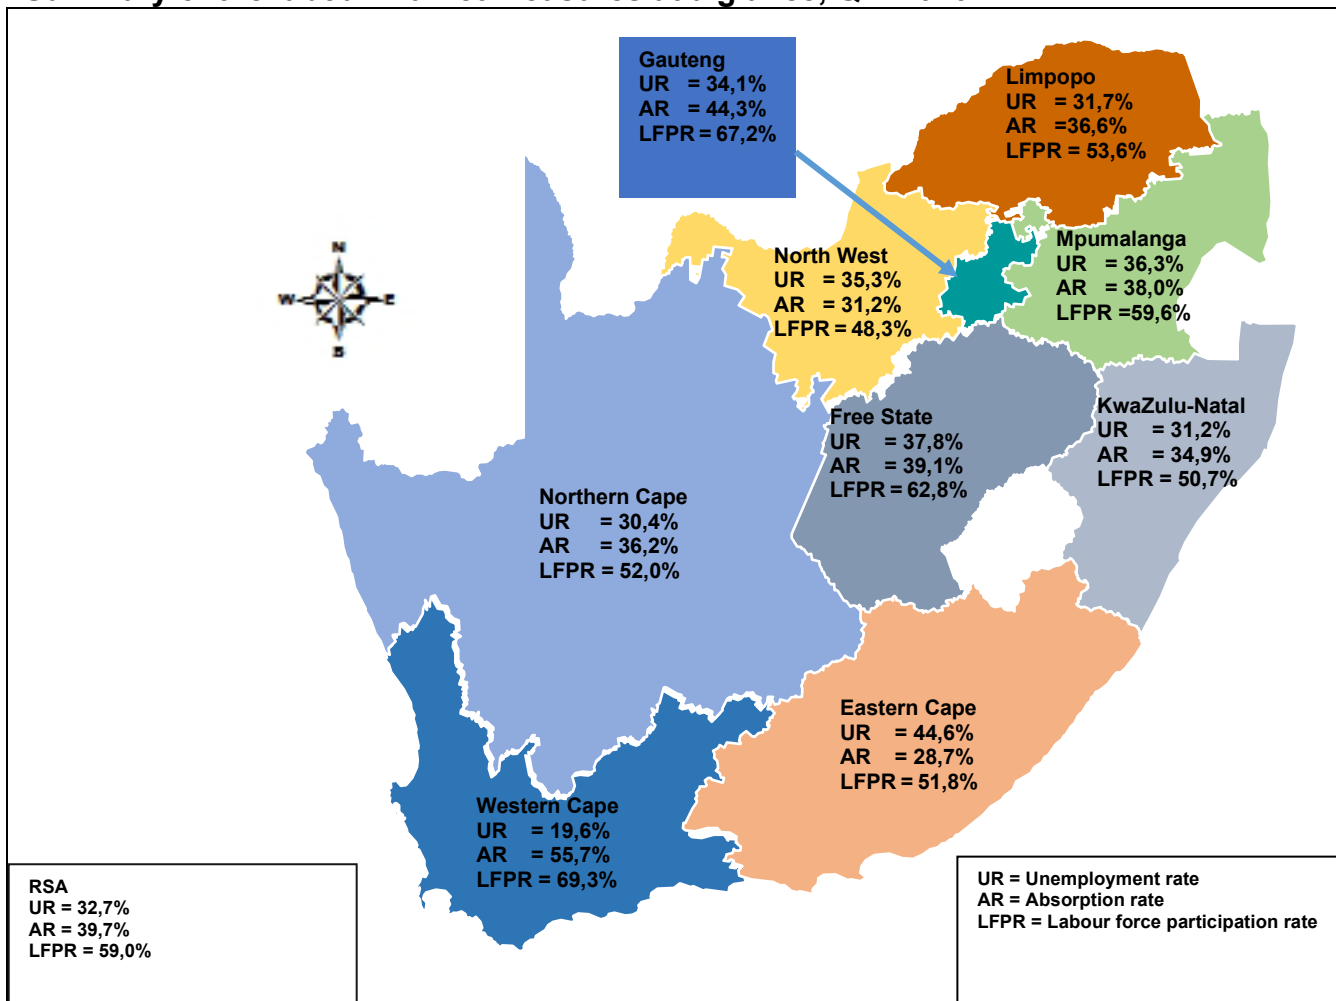 Gauteng
UR = 34,1%
AR = 44,3%
LFPR = 67,2%
Limpopo
UR = 31,7%
AR =36,6%
LFPR = 53,6%
N
W E
S
North West
UR = 35,3%
AR = 31,2%
LFPR = 48,3%
Mpumalanga
UR = 36,3%
AR = 38,0%
LFPR =59,6%
Free State
UR = 37,8%
AR = 39,1%
LFPR = 62,8%
KwaZulu-Natal
UR = 31,2%
AR = 34,9%
LFPR = 50,7%
Northern Cape
UR = 30,4%
AR = 36,2%
LFPR = 52,0%
Eastern Cape
UR = 44,6%
AR = 28,7%
LFPR = 51,8%
Western Cape
UR = 19,6%
AR = 55,7%
LFPR = 69,3%
RSA
UR = 32,7%
AR = 39,7%
LFPR = 59,0%
UR = Unemployment rate
AR = Absorption rate
LFPR = Labour force participation rate